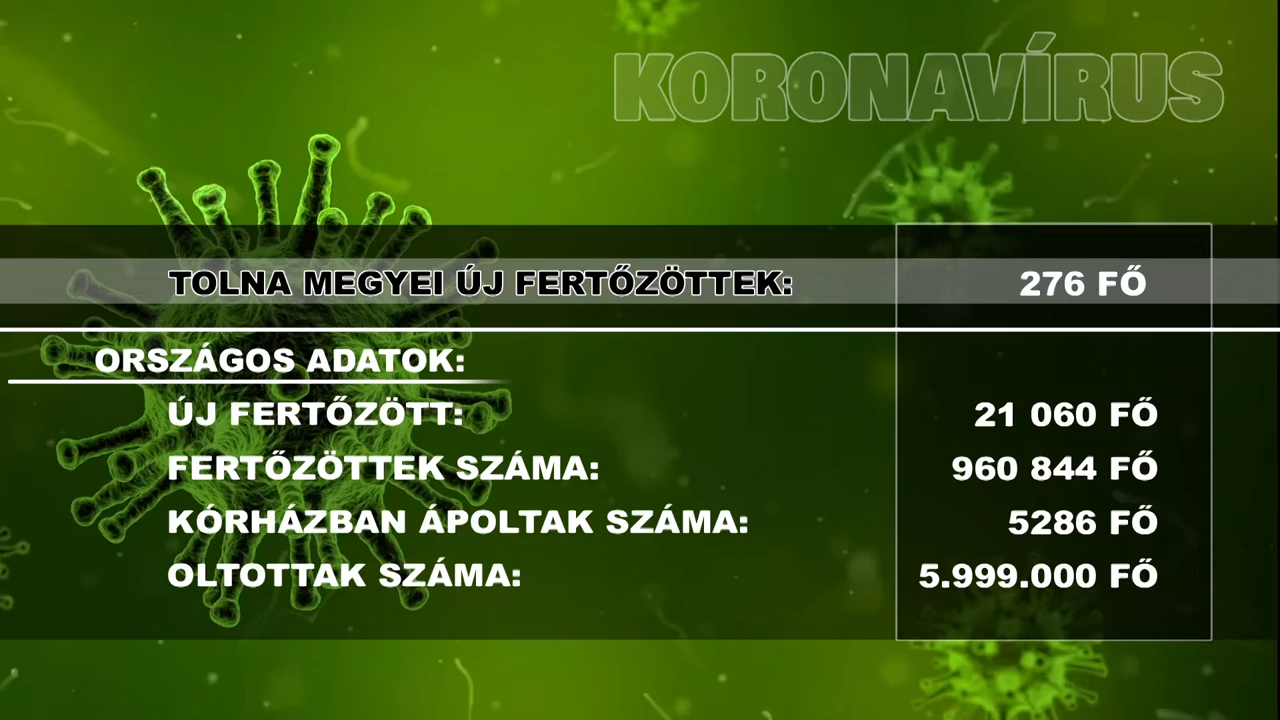 KORONAVÍRUS
TOLNA MEGYEI ÚJ FERTŐZÖTTEK: 276 FŐ
ORSZÁGOS ADATOK:
ÚJ FERTŐZÖTT: 21 060 FŐ
FERTŐZÖTTEK SZÁMA: 960 844 FŐ
KÓRHÁZBAN ÁPOLTAK SZÁMA: 5286 FŐ
OLTOTTAK SZÁMA: 5.999.000 FŐ